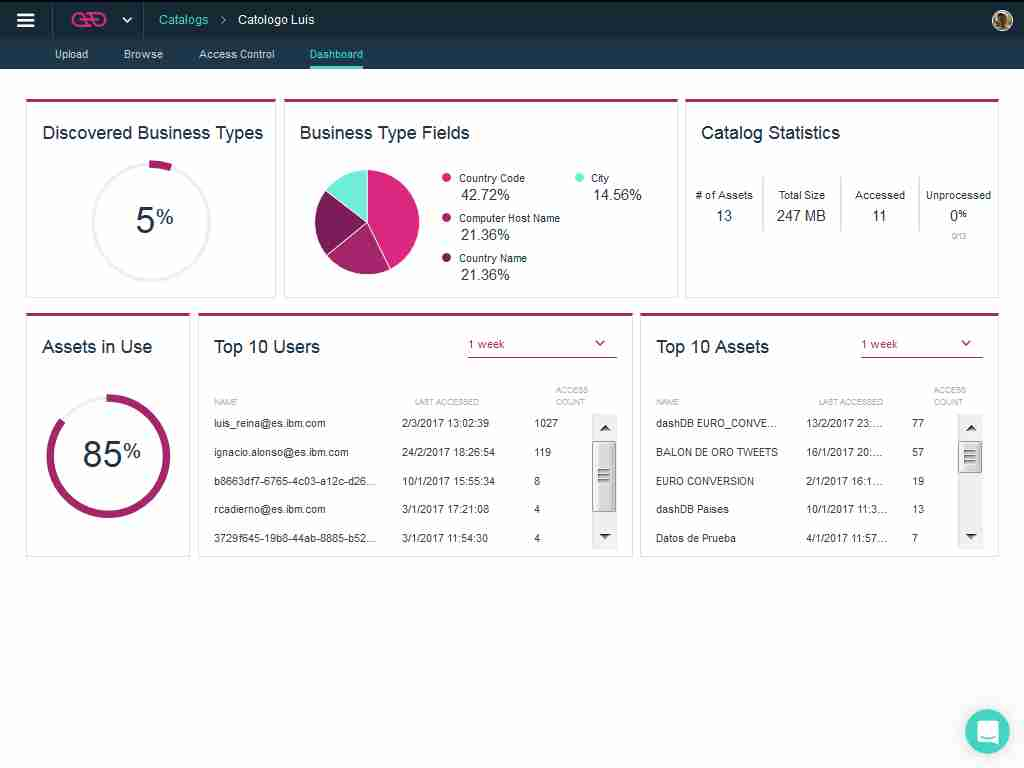 Catalogs > Catologo Luis
Upload Browse Access Control Dashboard
Discovered Business Types
5%
Business Type Fields
Country Code
42.72%
City
14.56%
Computer Host Name
21.36%
Country Name
21.36%
Catalog Statistics
# of Assets Total Size Accessed Unprocessed
13 247 MB 11 0%
0/13
Assets in Use
85%
Top 10 Users
1 week
NAME LAST ACCESSED ACCESS COUNT
luis_reina@es.ibm.com 2/3/2017 13:02:39 1027
ignacio.alonso@es.ibm.com 24/2/2017 18:26:54 119
b8663df7-6765-4c03-a12c-d26... 10/1/2017 15:55:34 8
rcadierno@es.ibm.com 3/1/2017 17:21:08 4
3729f645-19b8-44ab-8885-b52... 3/1/2017 11:54:30 4
Top 10 Assets
1 week
NAME LAST ACCESSED ACCESS COUNT
dashDB EURO_CONVE... 13/2/2017 23:... 77
BALON DE ORO TWEETS 16/1/2017 20:... 57
EURO CONVERSION 2/1/2017 16:1... 19
dashDB Paises 10/1/2017 11:3... 13
Datos de Prueba 4/1/2017 11:57... 7